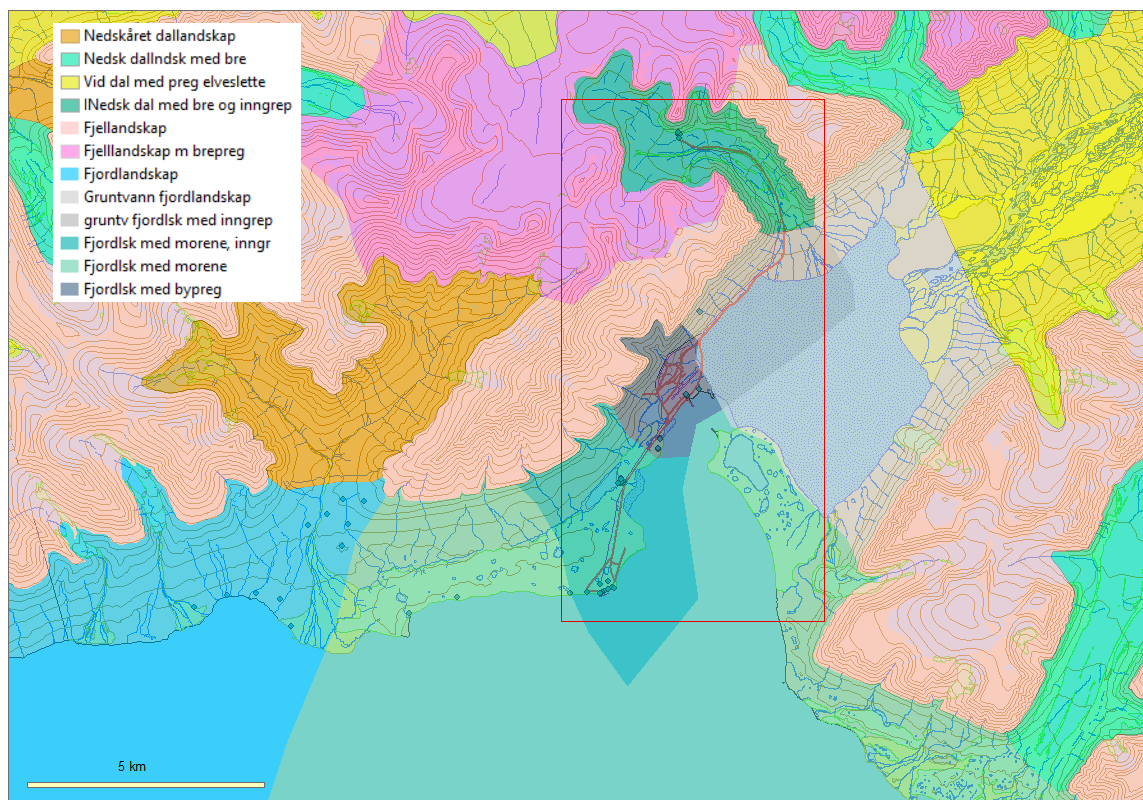 Nedskåret dallandskap
Nedsk dallndsk med bre
Vid dal med preg elveslette
INedsk dal med bre og inngrep
Fjellandskap
Fjelllandskap m brepreg
Fjordlandskap
Gruntvann fjordlandskap
gruntv fjordlsk med inngrep
Fjordlsk med morene, inngr
Fjordlsk med morene
Fjordlsk med bypreg
5 km